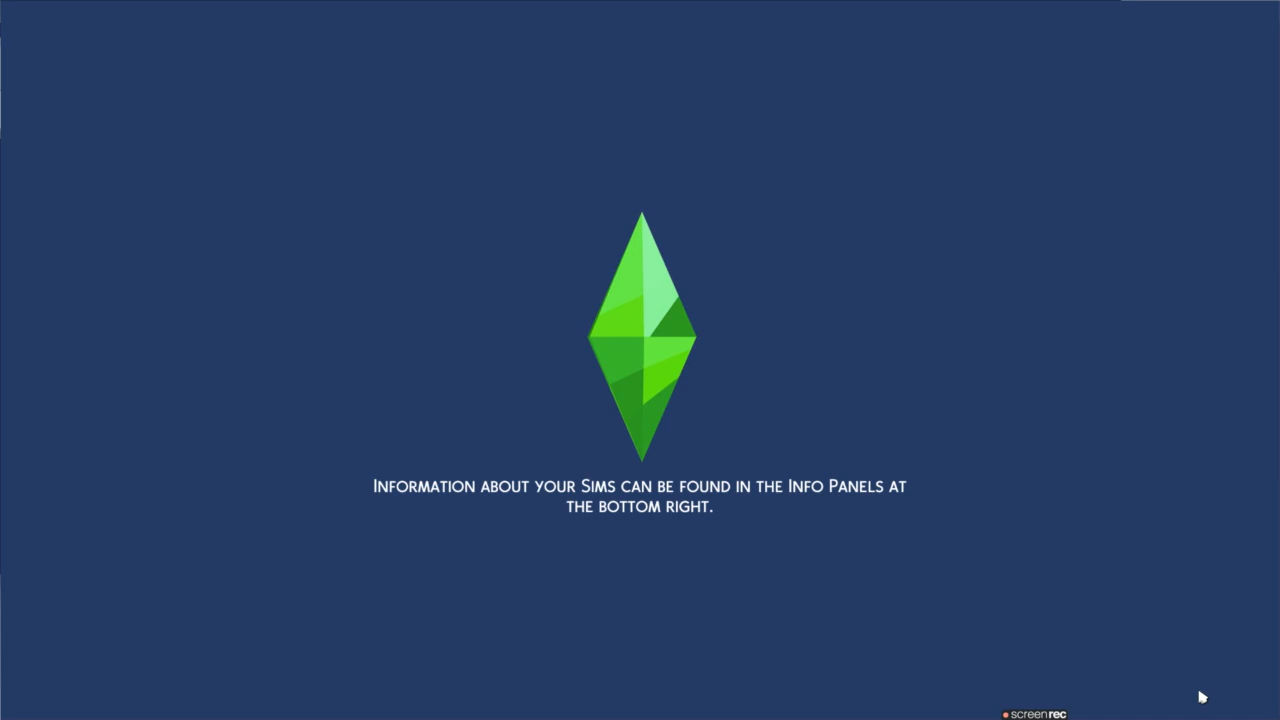 Information about your Sims can be found in the Info Panels at
the bottom right.
screenrec